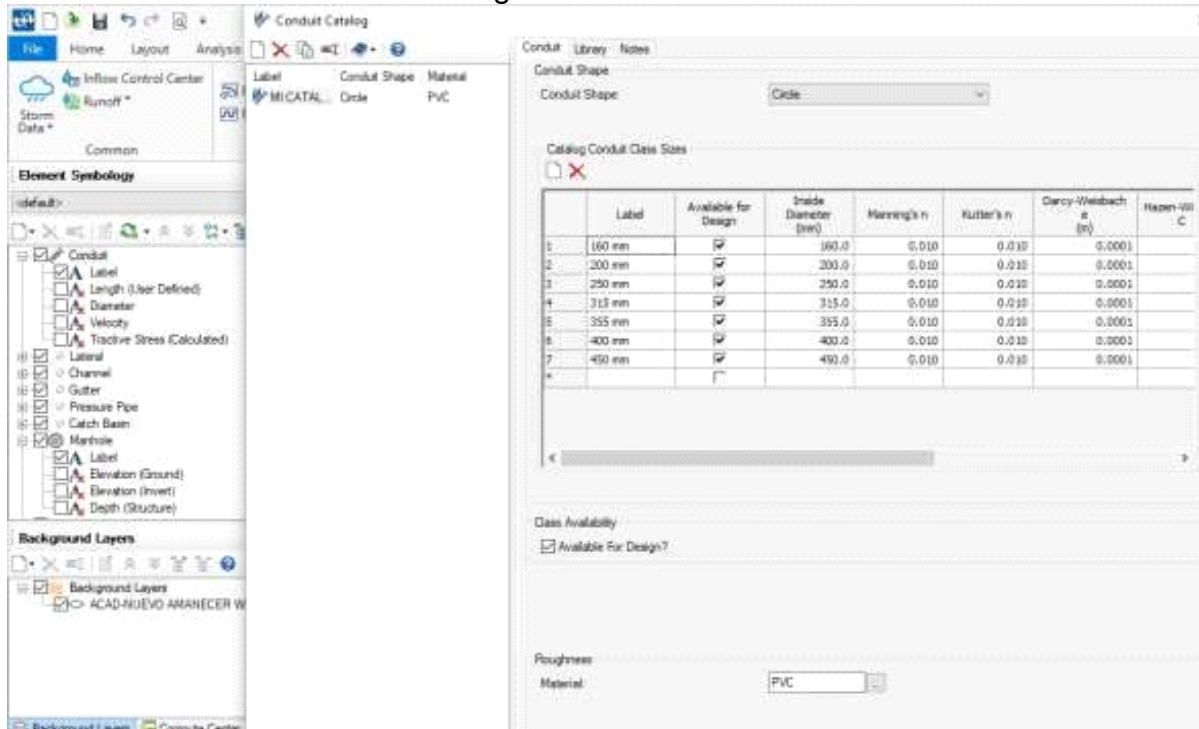 Conduit Catalog
File Home Layout Analysis
Inflow Control Center
Runoff
Storm Data
Common
Element Symbology
<default>
Conduit
Label
Length (User Defined)
Diameter
Velocity
Tractive Stress (Calculated)
Lateral
Channel
Gutter
Pressure Pipe
Catch Basin
Manhole
Label
Elevation (Ground)
Elevation (Invert)
Depth (Structure)
Background Layers
Background Layers
ACAD-NUEVO AMANECER W
Background Layers Compute Center
Label Conduit Shape Material
MI CATAL... Circle PVC
Conduit Library Notes
Conduit Shape
Conduit Shape: Circle
Catalog Conduit Class Sizes
Label Available for Design Inside Diameter (mm) Manning's n Kutter's n Darcy-Weisbach e (m) Hazen-Wil C
1 160 mm 160.0 0.010 0.010 0.0001
2 200 mm 200.0 0.010 0.010 0.0001
3 250 mm 250.0 0.010 0.010 0.0001
4 315 mm 315.0 0.010 0.010 0.0001
5 355 mm 355.0 0.010 0.010 0.0001
6 400 mm 400.0 0.010 0.010 0.0001
7 450 mm 450.0 0.010 0.010 0.0001
*
Class Availability
Available For Design?
Roughness
Material: PVC ...